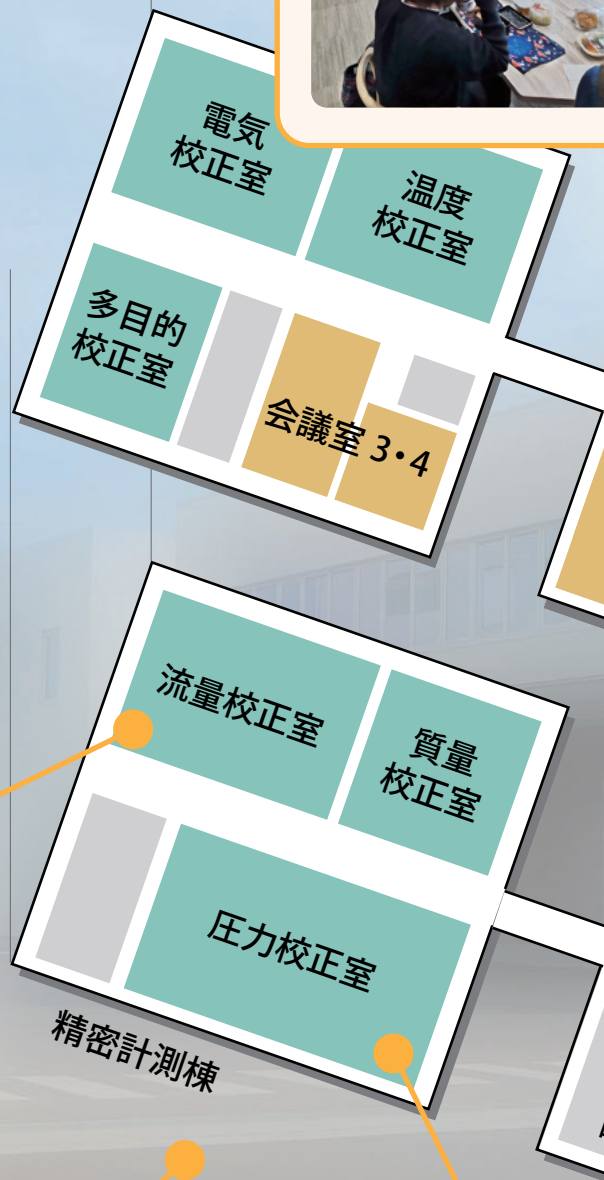 電気
校正室
温度
校正室
多目的
校正室
会議室 3・4
流量校正室
質量
校正室
圧力校正室
精密計測棟